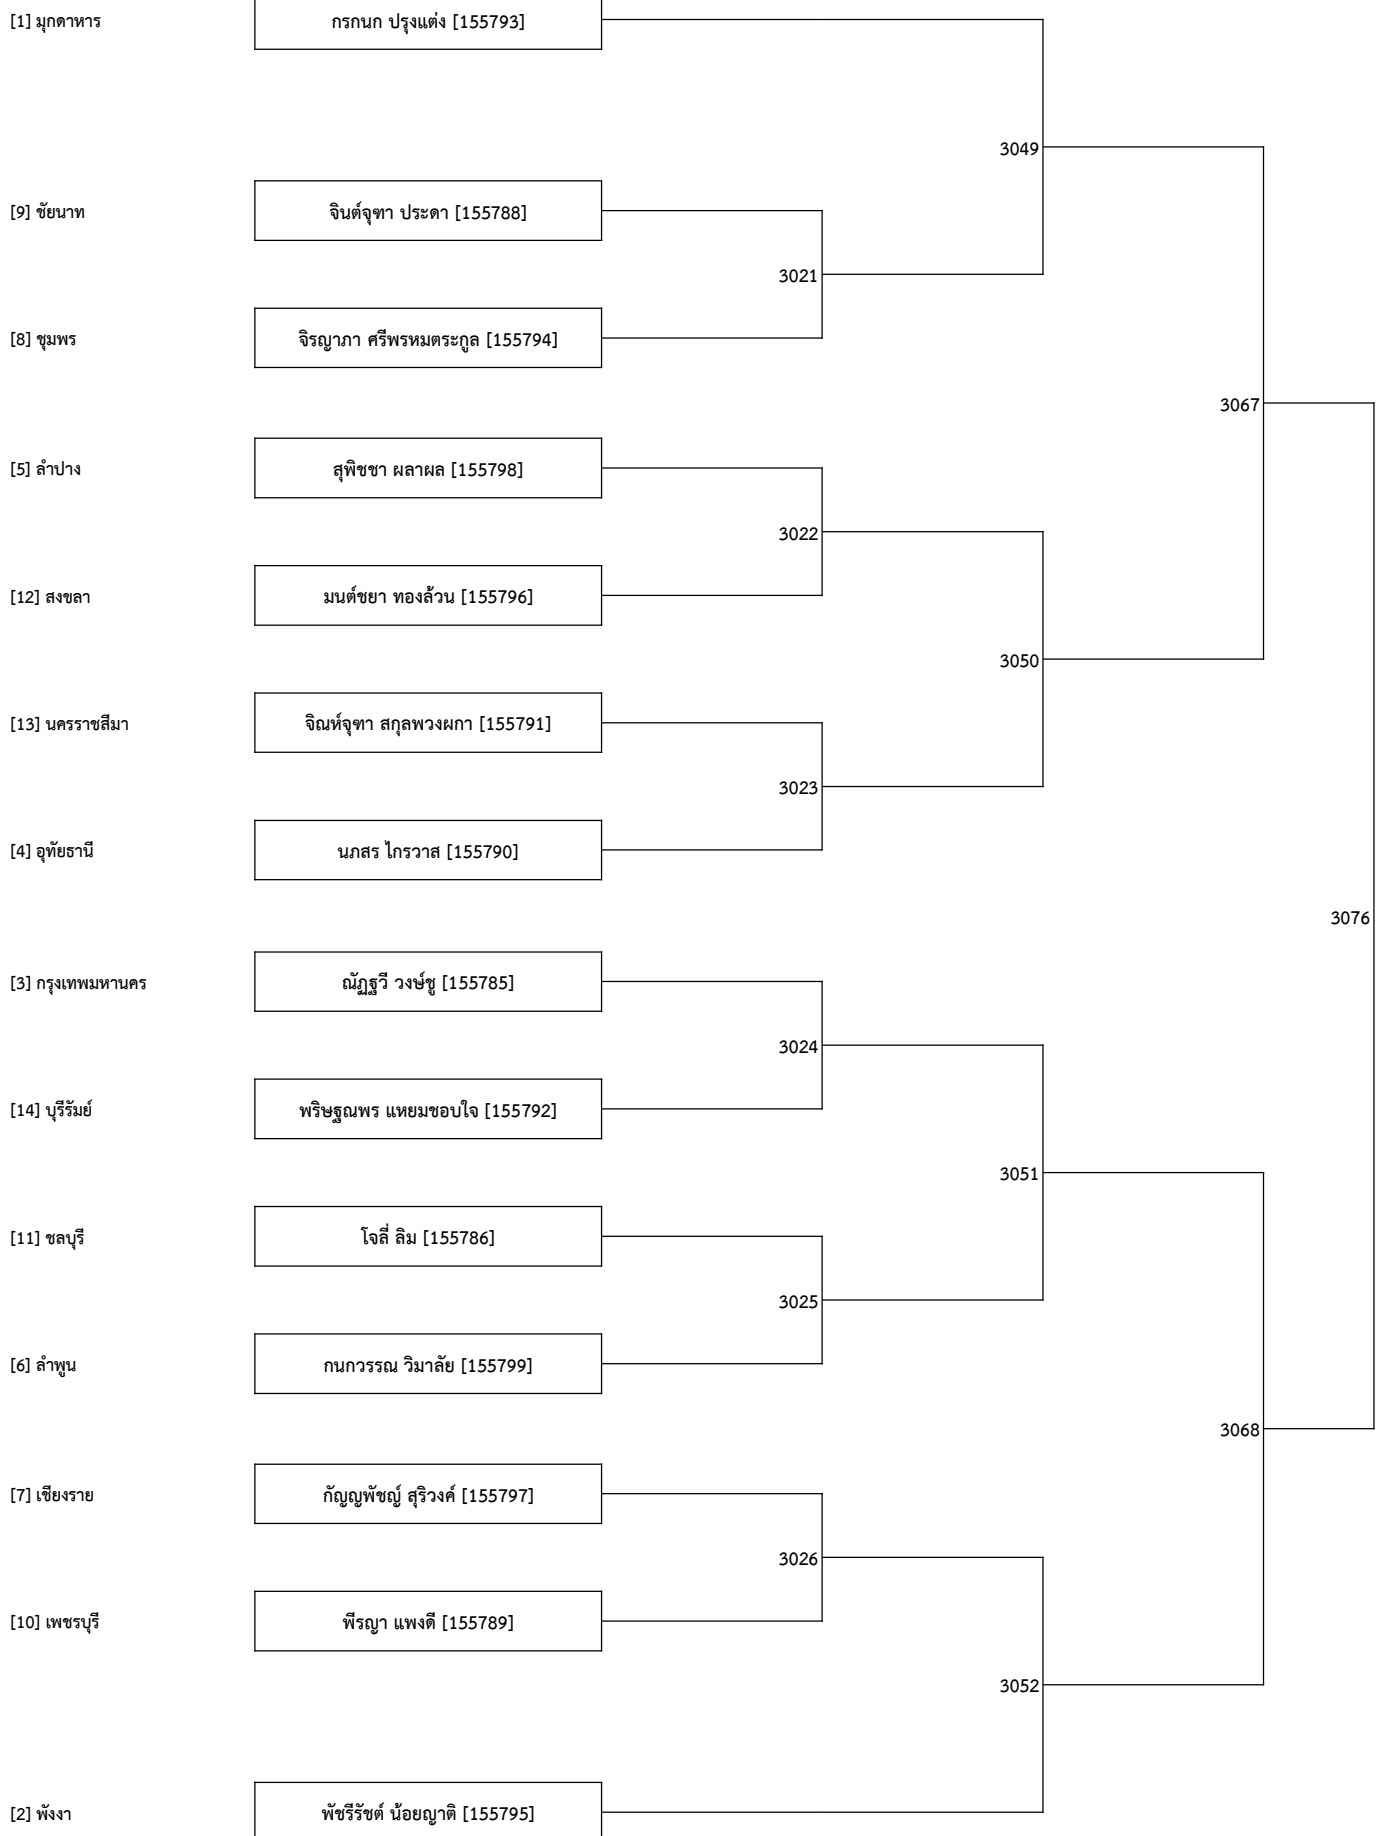 [1] มุกดาหาร กรกนก ปรุงแต่ง [155793]
3049
[9] ชัยนาท จินต์จุฑา ประดา [155788]
3021
[8] ชุมพร จิรญาภา ศรีพรหมตระกูล [155794]
3067
[5] ลำปาง สุพิชชา ผลาผล [155798]
3022
[12] สงขลา มนต์ชยา ทองล้วน [155796]
3050
[13] นครราชสีมา จิณห์จุฑา สกุลพวงผกา [155791]
3023
[4] อุทัยธานี นภสร ไกรวาส [155790]
3076
[3] กรุงเทพมหานคร ณัฏฐวี วงษ์ชู [155785]
3024
[14] บุรีรัมย์ พริษฐณพร แหยมชอบใจ [155792]
3051
[11] ชลบุรี โจลี่ ลิม [155786]
3025
[6] ลำพูน กนกวรรณ วิมาลัย [155799]
3068
[7] เชียงราย กัญญพัชญ์ สุริวงค์ [155797]
3026
[10] เพชรบุรี พีรญา แพงดี [155789]
3052
[2] พังงา พัชรีรัชต์ น้อยญาติ [155795]